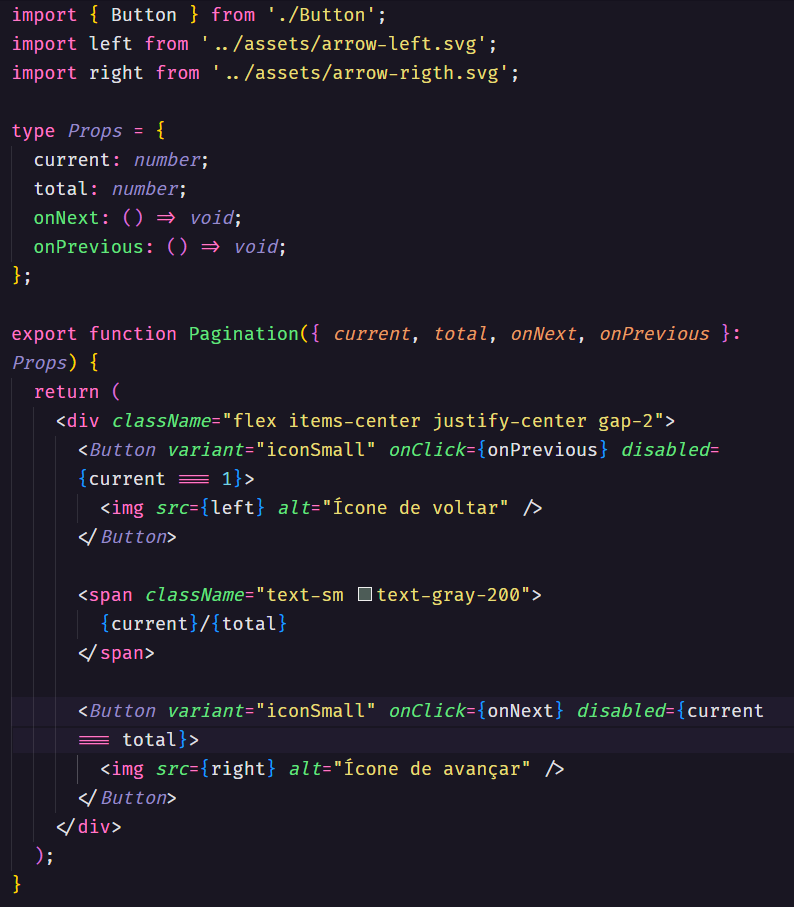 import { Button } from './Button';
import left from '../assets/arrow-left.svg';
import right from '../assets/arrow-rigth.svg';
type Props = {
  current: number;
  total: number;
  onNext: () => void;
  onPrevious: () => void;
};
export function Pagination({ current, total, onNext, onPrevious }:
Props) {
  return (
    <div className="flex items-center justify-center gap-2">
      <Button variant="iconSmall" onClick={onPrevious} disabled=
      {current === 1}>
        <img src={left} alt="Ícone de voltar" />
      </Button>
      <span className="text-sm text-gray-200">
        {current}/{total}
      </span>
      <Button variant="iconSmall" onClick={onNext} disabled={current
      === total}>
        <img src={right} alt="Ícone de avançar" />
      </Button>
    </div>
  );
}